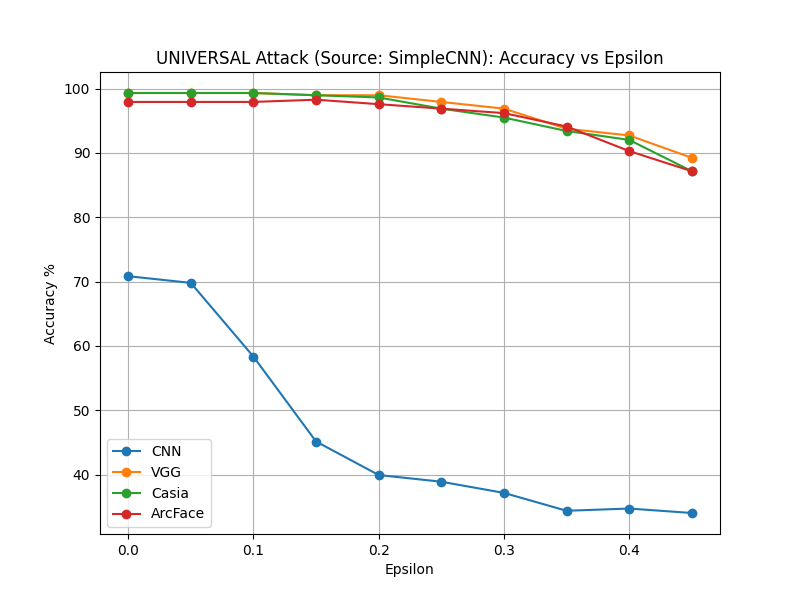 UNIVERSAL Attack (Source: SimpleCNN): Accuracy vs Epsilon
Accuracy %
100
90
80
70
60
50
40
CNN
VGG
Casia
ArcFace
0.0 0.1 0.2 0.3 0.4
Epsilon